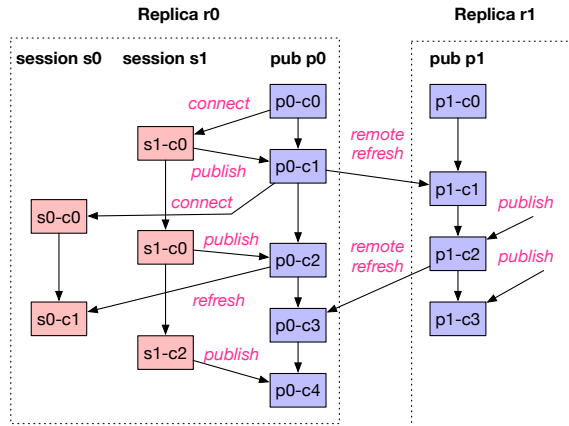 Replica r0
Replica r1
session s0
session s1
pub p0
pub p1
connect
p0-c0
p1-c0
s1-c0
publish
p0-c1
remote
refresh
p1-c1
connect
s0-c0
publish
s1-c0
publish
p0-c2
remote
refresh
p1-c2
publish
s0-c1
refresh
p0-c3
p1-c3
s1-c2
publish
p0-c4